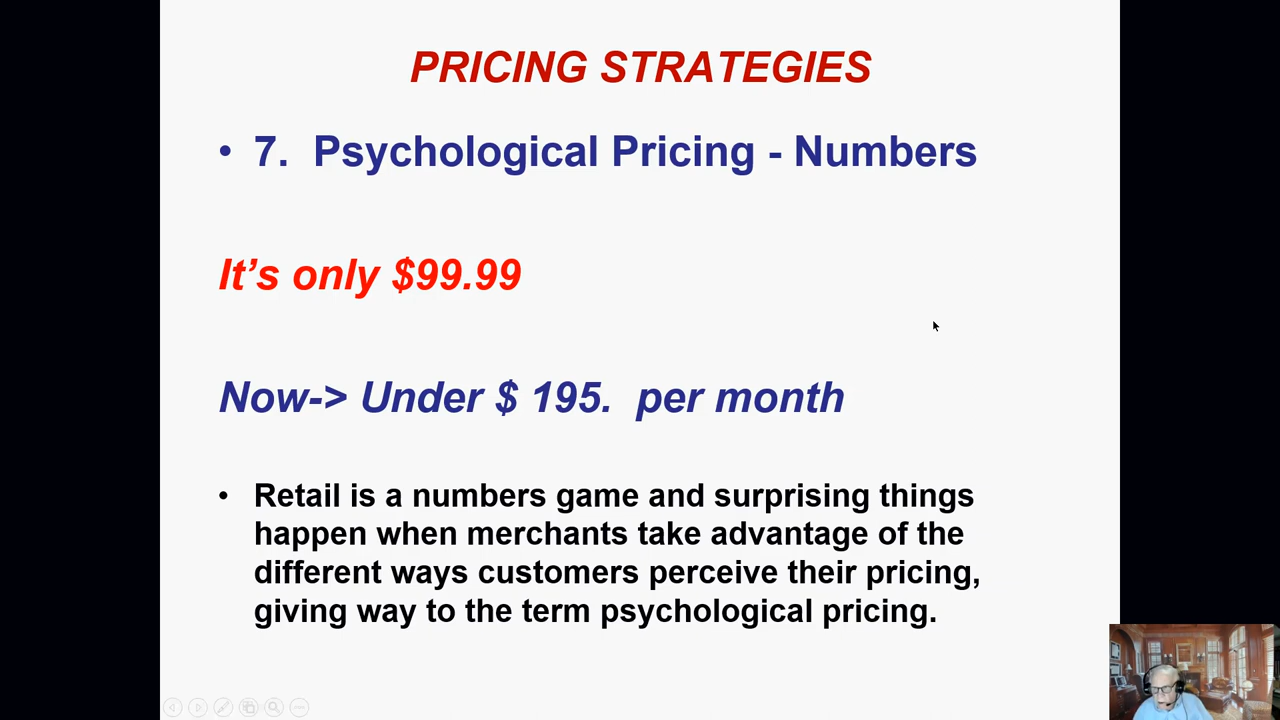 PRICING STRATEGIES
• 7. Psychological Pricing - Numbers
It’s only $99.99
Now-> Under $ 195. per month
• Retail is a numbers game and surprising things
happen when merchants take advantage of the
different ways customers perceive their pricing,
giving way to the term psychological pricing.